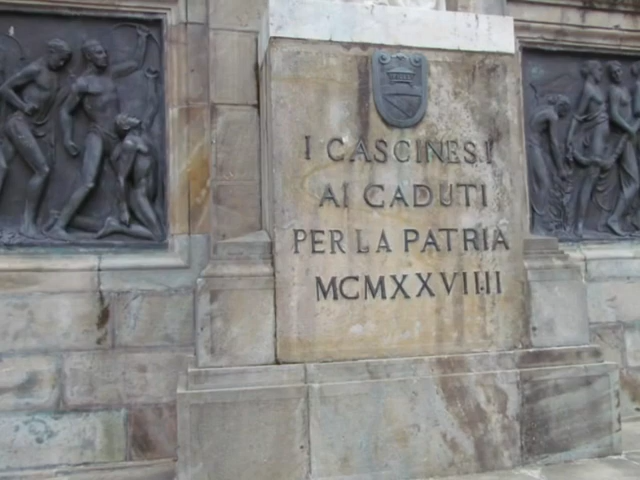 I CASCINESI
AI CADUTI
PER LA PATRIA
MCMXXVIIII